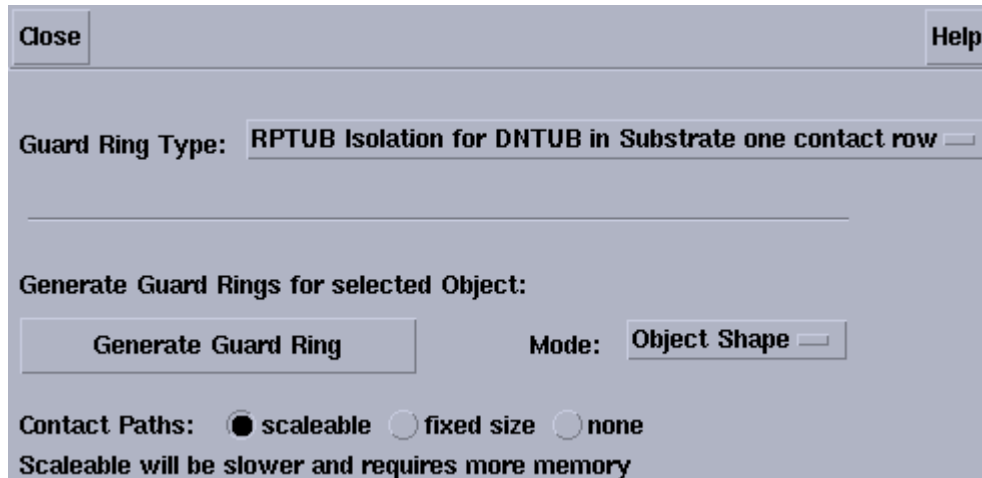 Close
Help
Guard Ring Type: RPTUB Isolation for DNTUB in Substrate one contact row
Generate Guard Rings for selected Object:
Generate Guard Ring Mode: Object Shape
Contact Paths: scaleable fixed size none
Scaleable will be slower and requires more memory